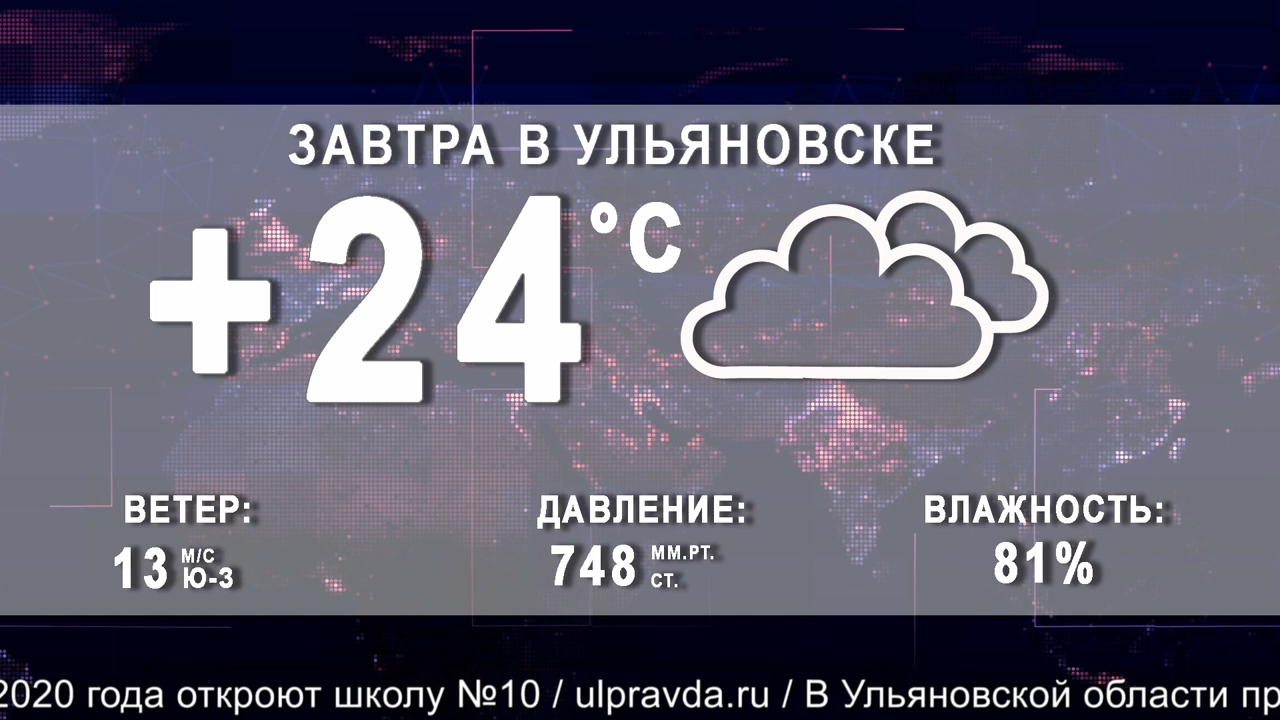 ЗАВТРА В УЛЬЯНОВСКЕ
+24°C
ВЕТЕР:
13 М/С Ю-З
ДАВЛЕНИЕ:
748 ММ.РТ. СТ.
ВЛАЖНОСТЬ:
81%
2020 года откроют школу №10 / ulpravda.ru / В Ульяновской области пр